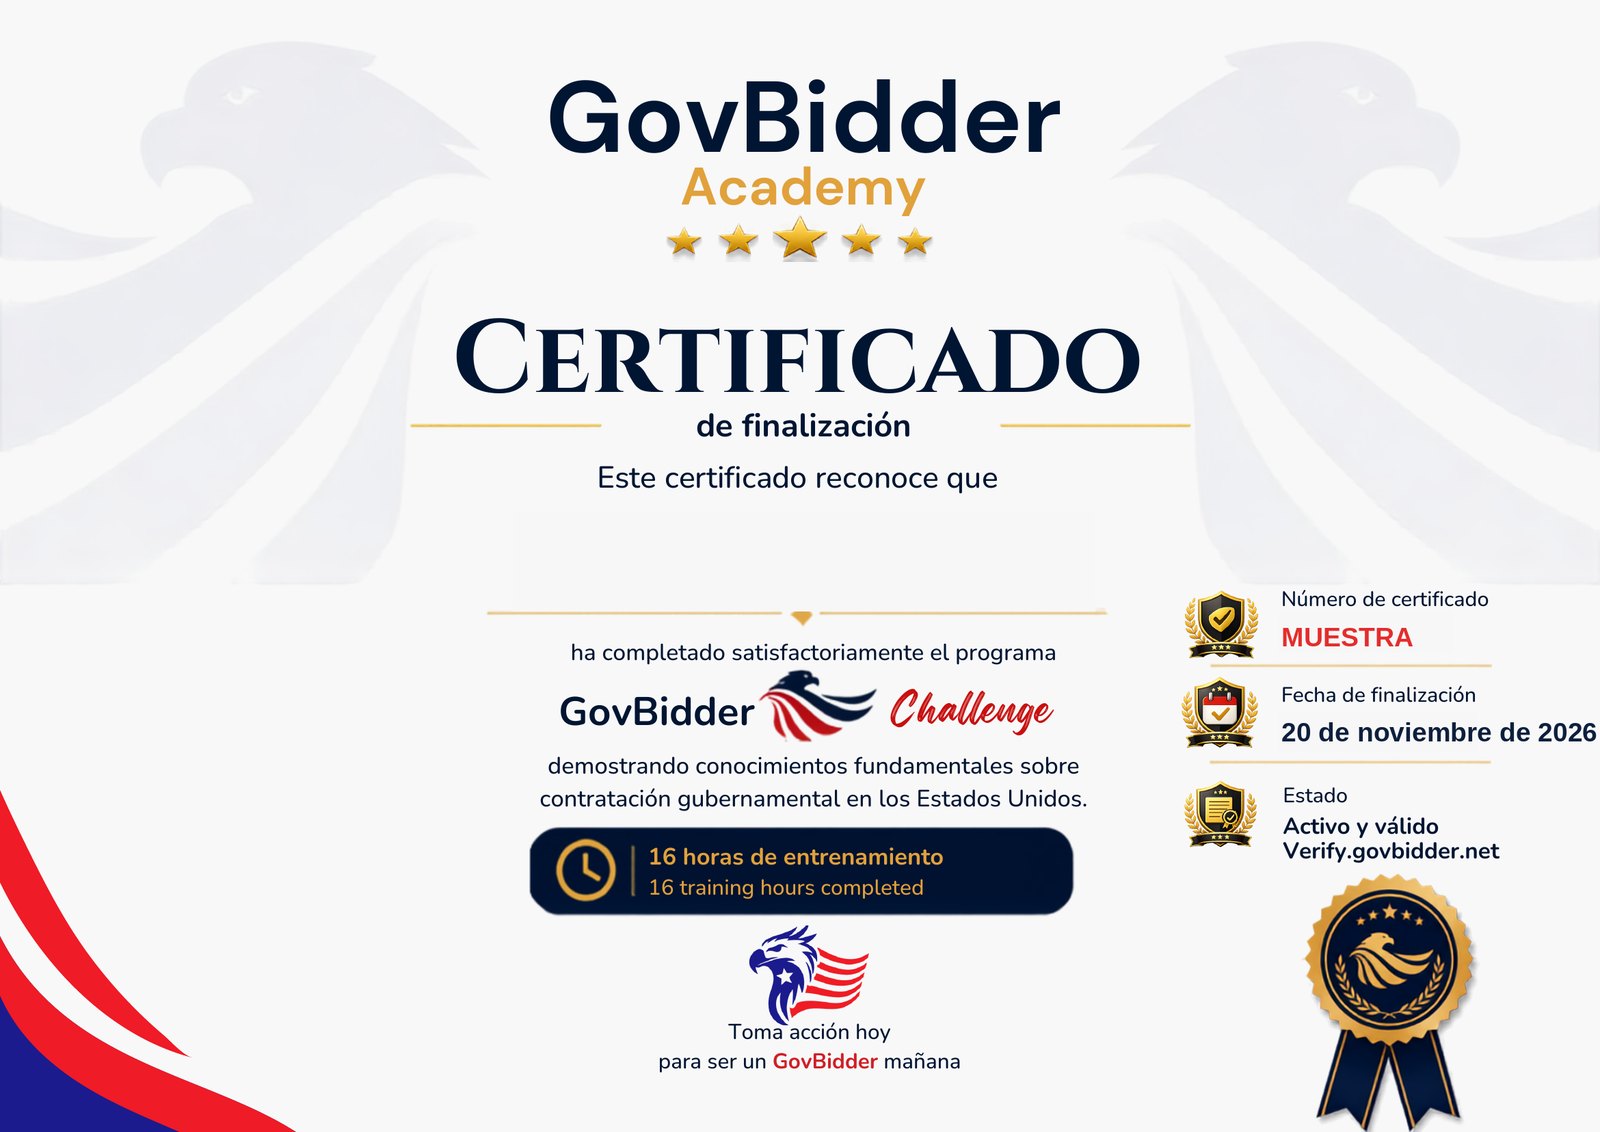 GovBidder
Academy
CERTIFICADO
de finalización
Este certificado reconoce que
ha completado satisfactoriamente el programa
GovBidder Challenge
demostrando conocimientos fundamentales sobre
contratación gubernamental en los Estados Unidos.
16 horas de entrenamiento
16 training hours completed
Toma acción hoy
para ser un GovBidder mañana
Número de certificado
MUESTRA
Fecha de finalización
20 de noviembre de 2026
Estado
Activo y válido
Verify.govbidder.net